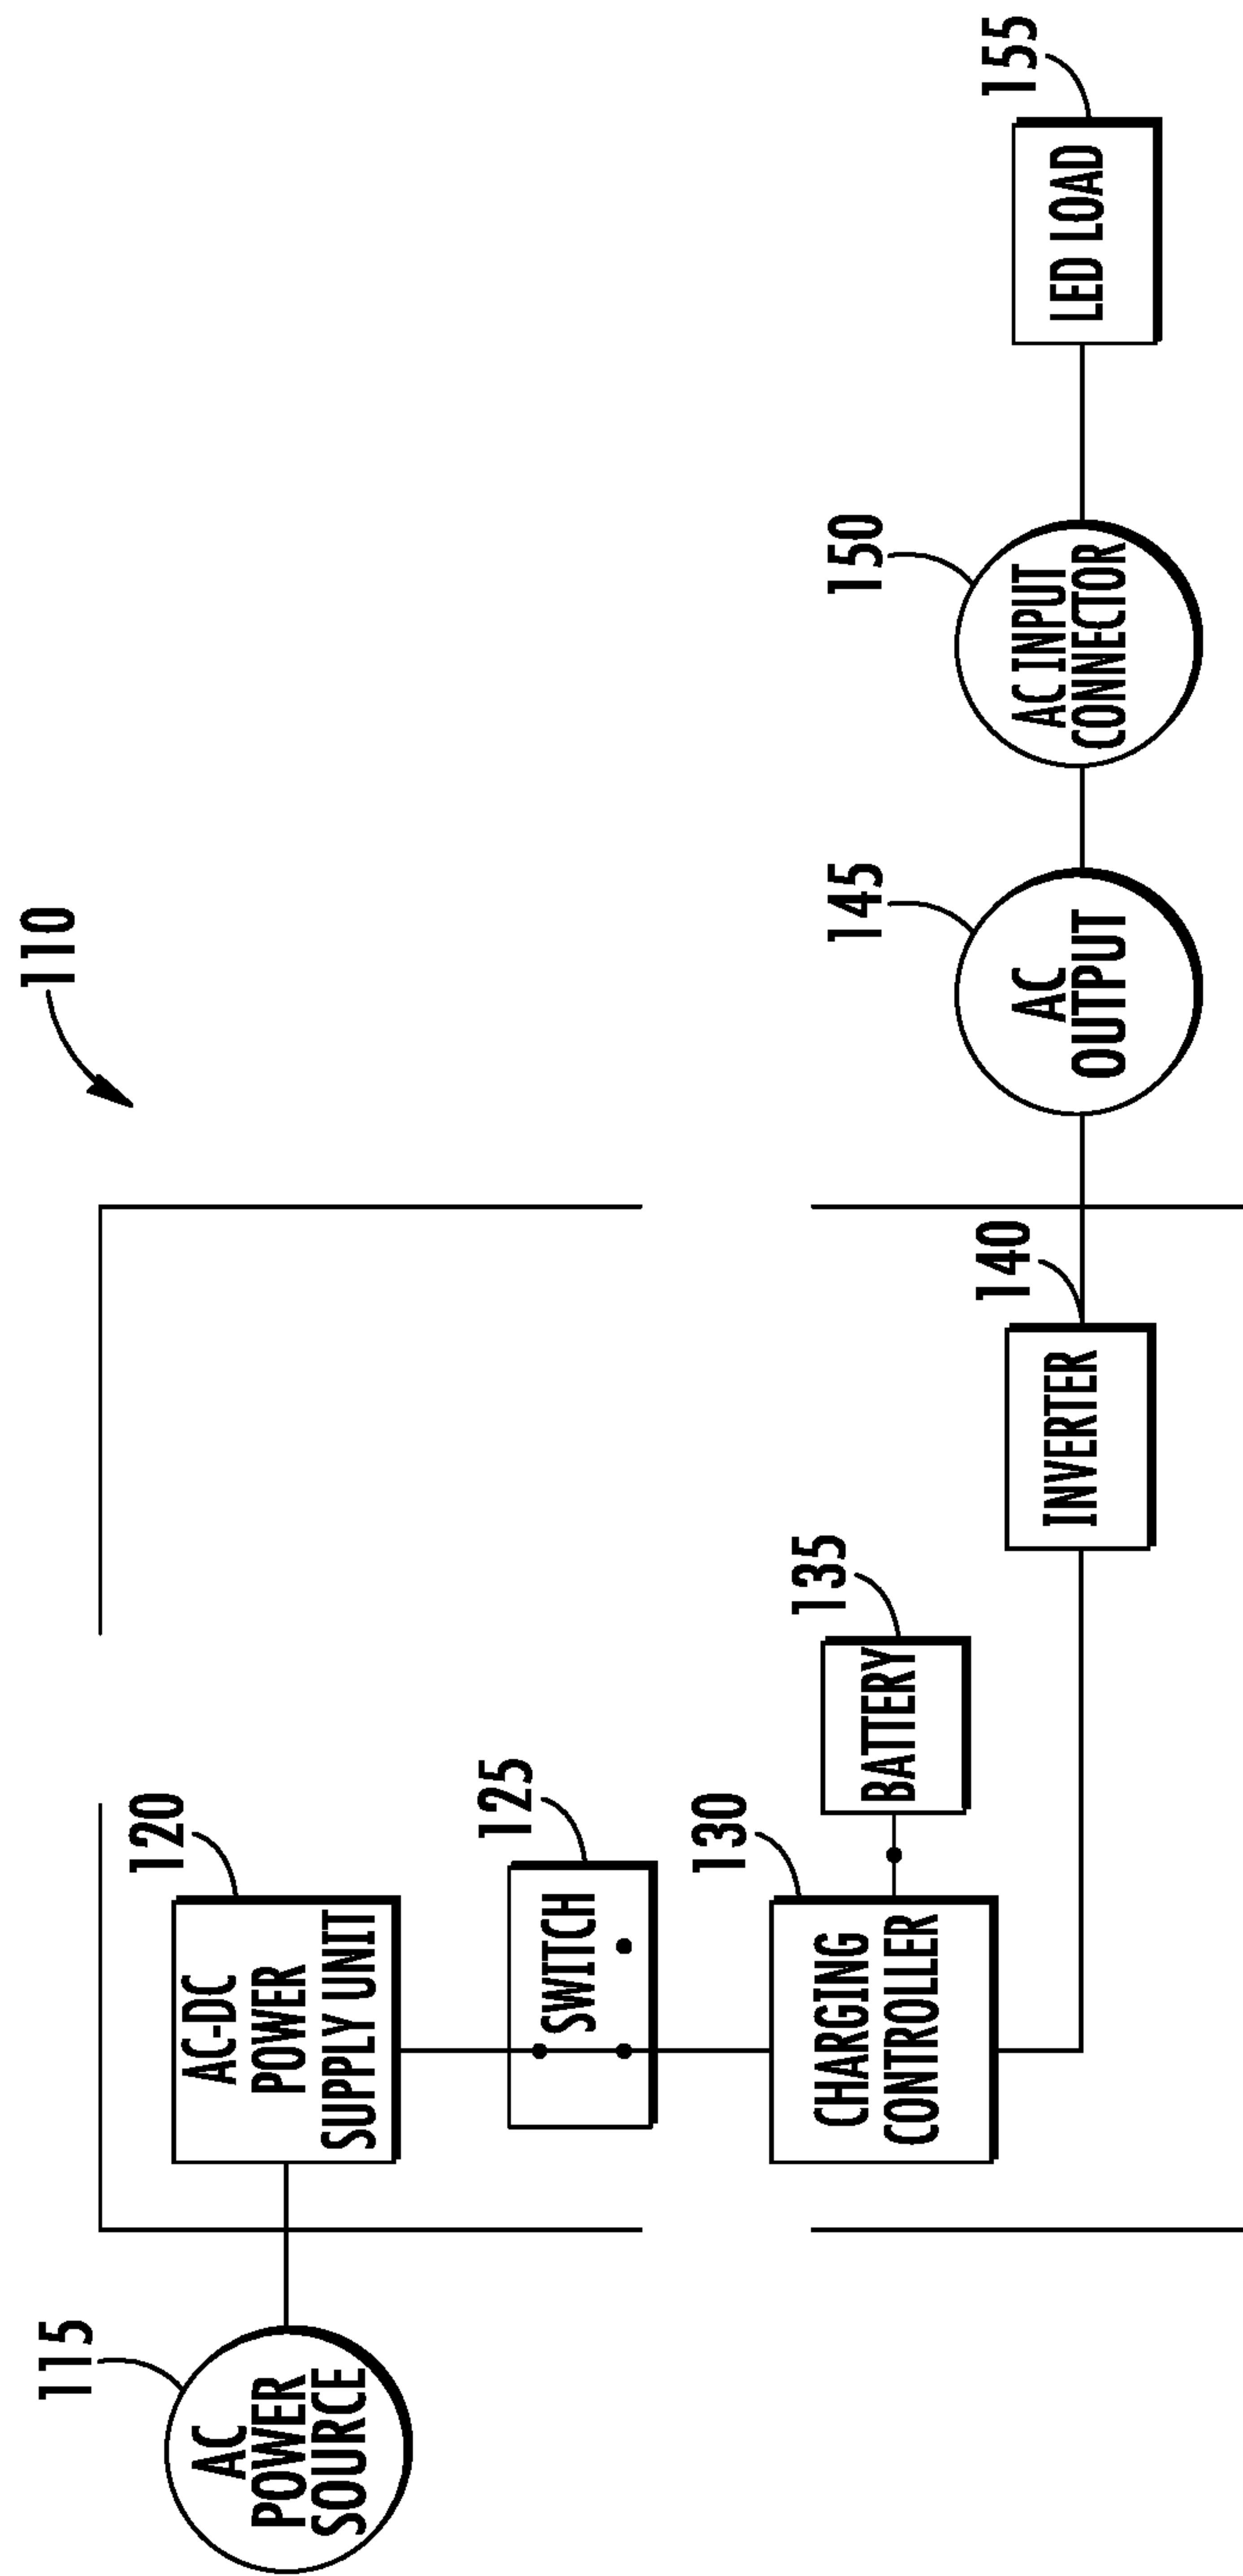 110
115
AC
POWER
SOURCE
120
AC-DC
POWER
SUPPLY UNIT
125
SWITCH
130
CHARGING
CONTROLLER
135
BATTERY
140
INVERTER
145
AC
OUTPUT
150
AC INPUT
CONNECTOR
155
LED LOAD